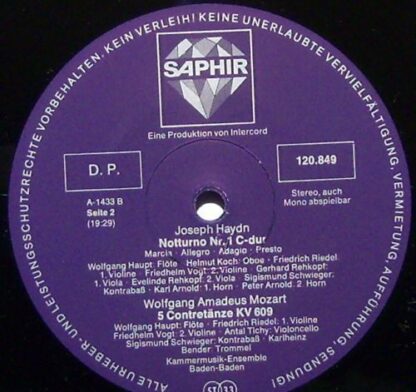 ALLE URHEBER- UND LEISTUNGSSCHUTZRECHTE VORBEHALTEN. KEIN VERLEIH! KEINE UNERLAUBTE VERVIELFÄLTIGUNG, VERMIETUNG, AUFFÜHRUNG, SENDUNG!
SAPHIR
Eine Produktion von Intercord
D. P.
120.849
A-1433 B
Seite 2
(19:29)
Stereo, auch
Mono abspielbar
Joseph Haydn
Notturno Nr. 1 C-dur
Marcia · Allegro · Adagio · Presto
Wolfgang Haupt: Flöte · Helmut Koch: Oboe · Friedrich Riedel:
1. Violine · Friedhelm Vogt: 2. Violine · Gerhard Rehkopf:
1. Viola · Evelinde Rehkopf: 2. Viola · Sigismund Schwieger:
Kontrabaß · Karl Arnold: 1. Horn · Peter Arnold: 2. Horn
Wolfgang Amadeus Mozart
5 Contretänze KV 609
Wolfgang Haupt: Flöte · Friedrich Riedel: 1. Violine
Friedhelm Vogt: 2. Violine · Antal Tichy: Violoncello
Sigismund Schwieger: Kontrabaß · Karlheinz
Bender: Trommel
Kammermusik-Ensemble
Baden-Baden
ST 33